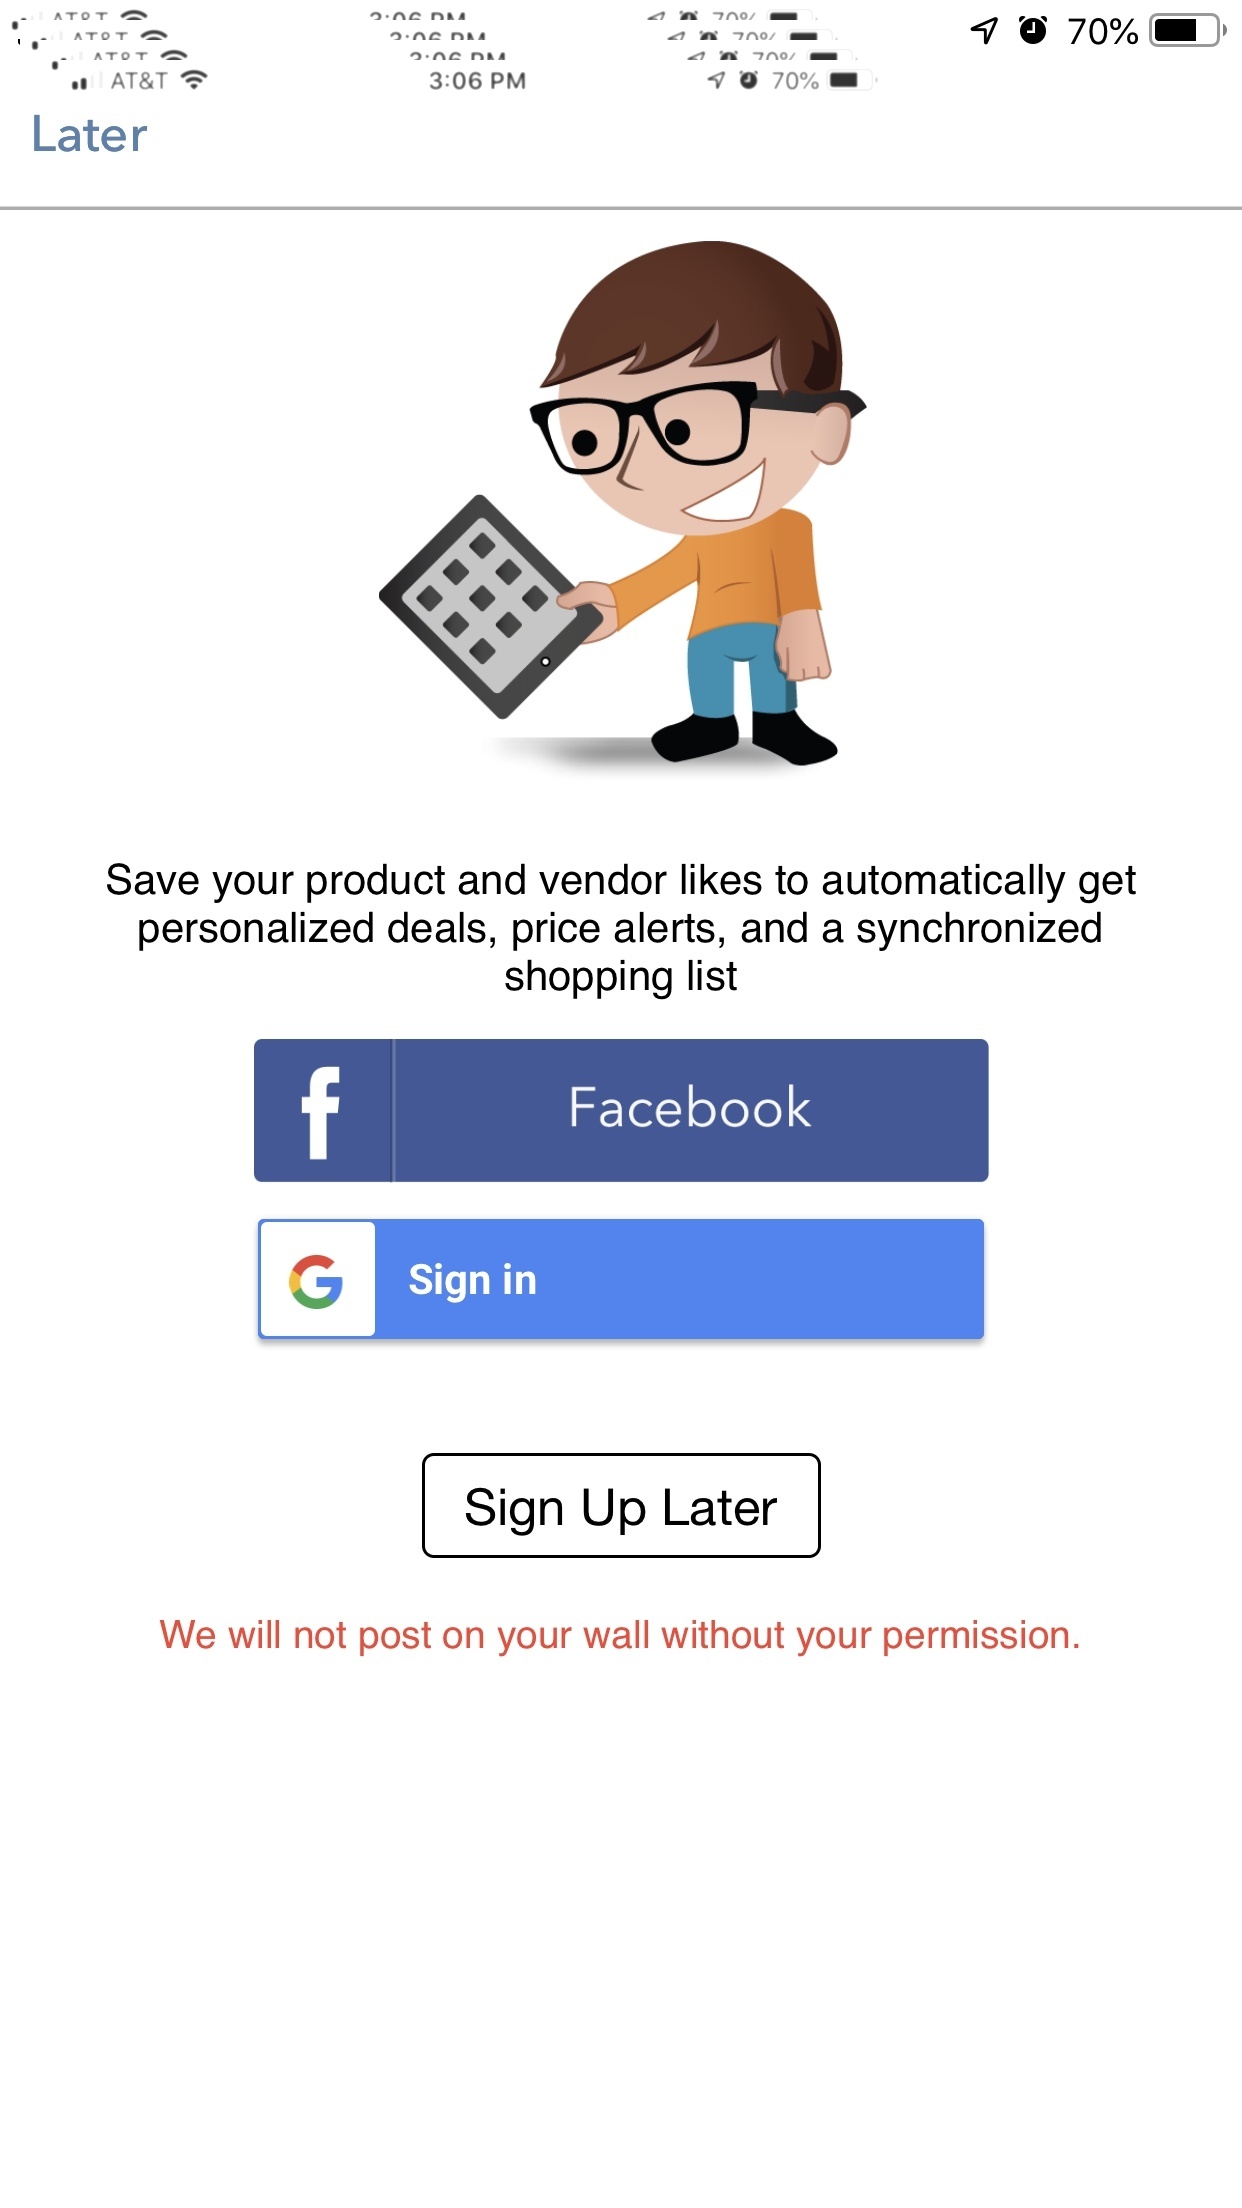 AT&T 3:06 PM 70%
70%
Later
Save your product and vendor likes to automatically get
personalized deals, price alerts, and a synchronized
shopping list
Facebook
Sign in
Sign Up Later
We will not post on your wall without your permission.